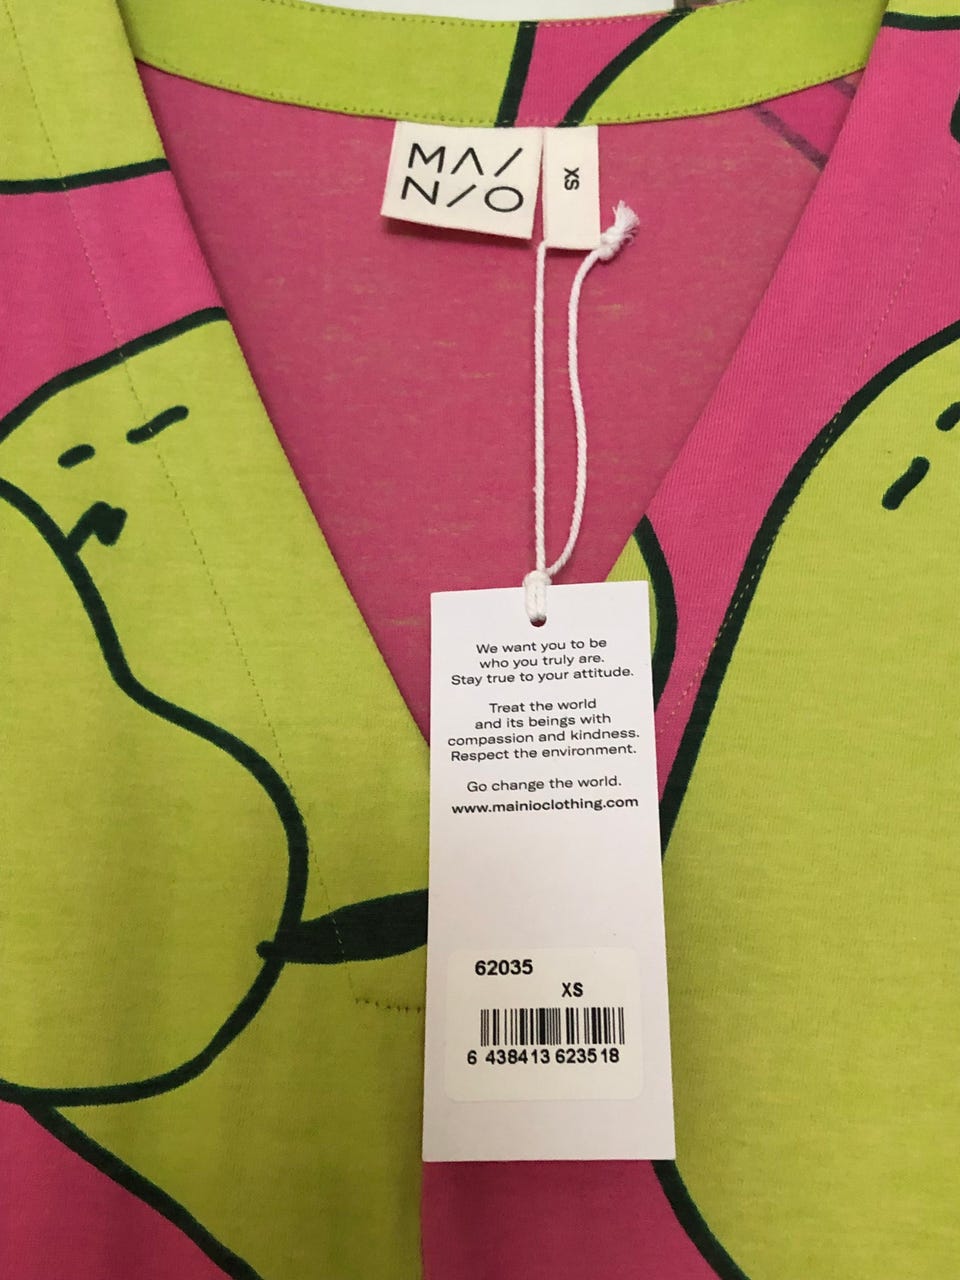 MA/
N/O
XS
We want you to be
who you truly are.
Stay true to your attitude.
Treat the world
and its beings with
compassion and kindness.
Respect the environment.
Go change the world.
www.mainioclothing.com
62035
XS
6 438413 623518